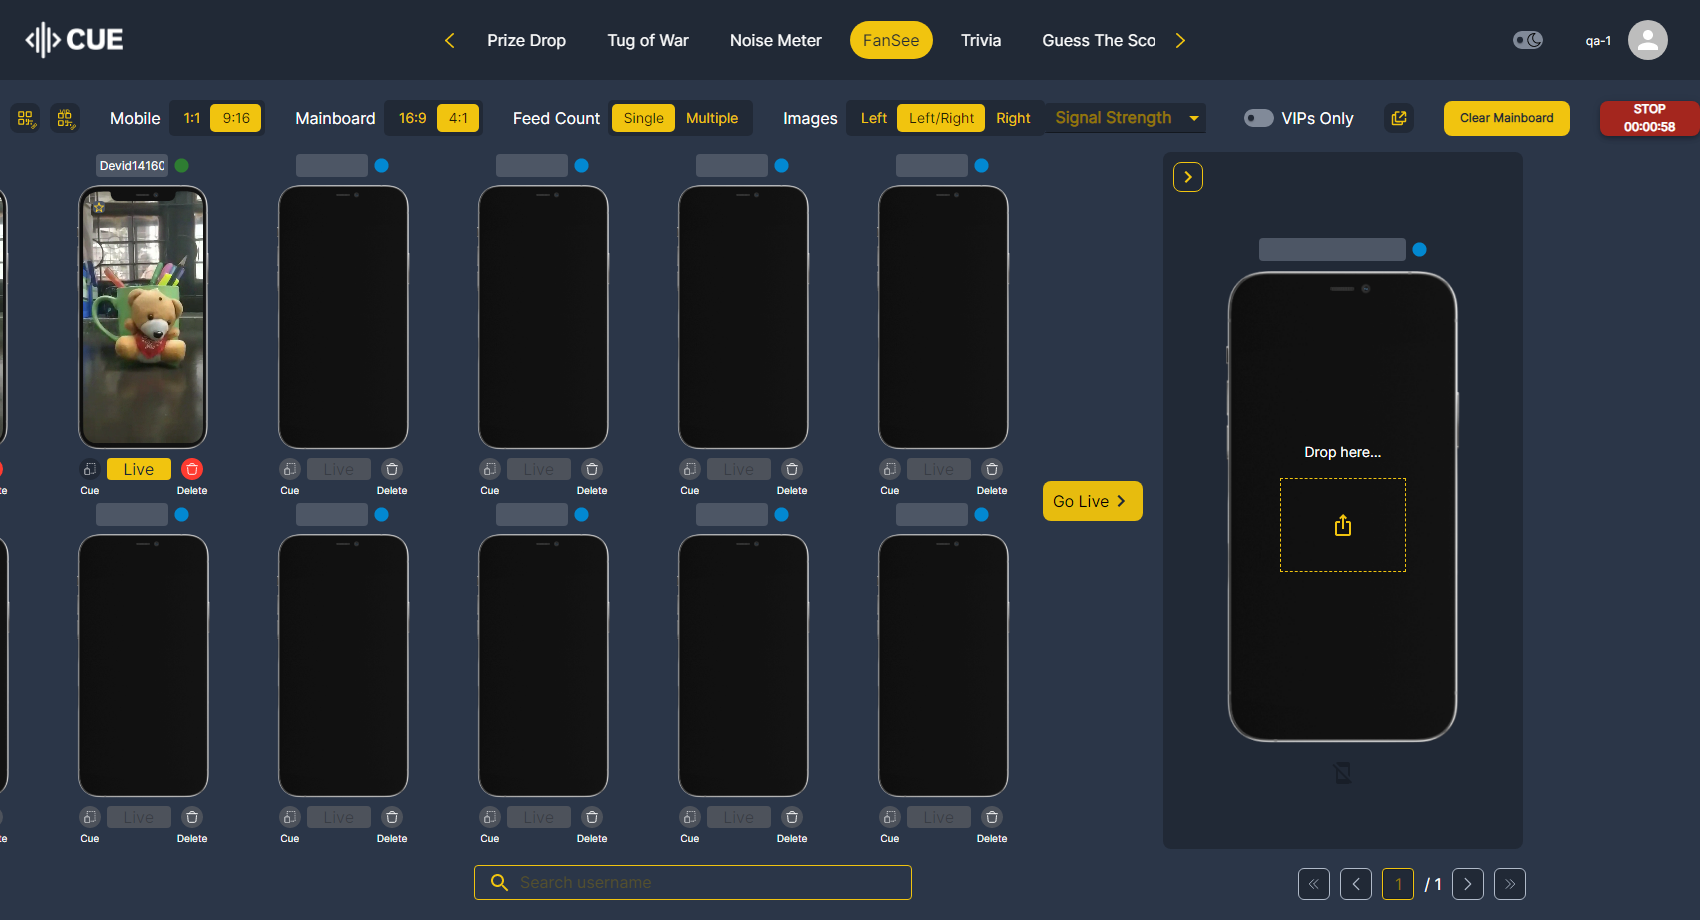 CUE
Prize Drop
Tug of War
Noise Meter
FanSee
Trivia
Guess The Sco
qa-1
Mobile 1:1 9:16
Mainboard 16:9 4:1
Feed Count Single Multiple
Images Left Left/Right Right
Signal Strength
VIPs Only
Clear Mainboard
STOP
00:00:58
Devid1416
Live Live Live Live Live
Cue Delete Cue Delete Cue Delete Cue Delete Cue Delete
Go Live
Drop here...
Live Live Live Live Live
Cue Delete Cue Delete Cue Delete Cue Delete Cue Delete
Search username
1 / 1